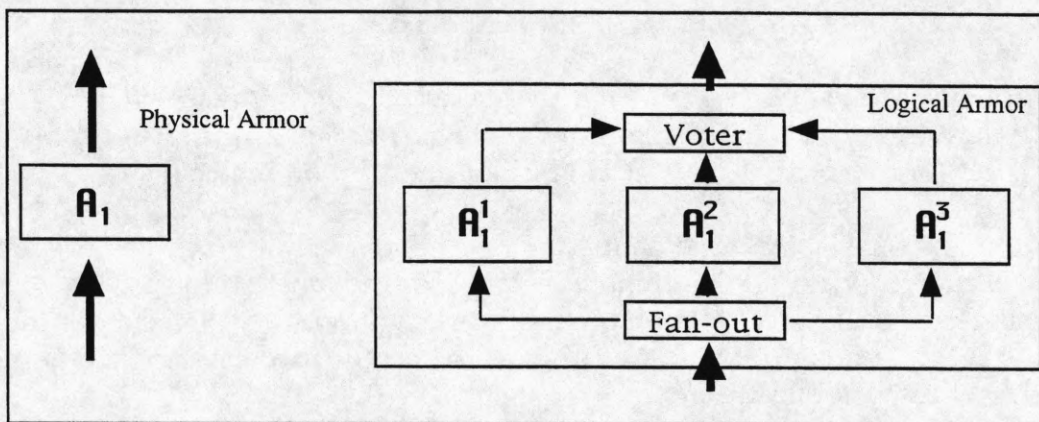 Physical Armor
A₁
Logical Armor
Voter
A₁¹
A₁²
A₁³
Fan-out